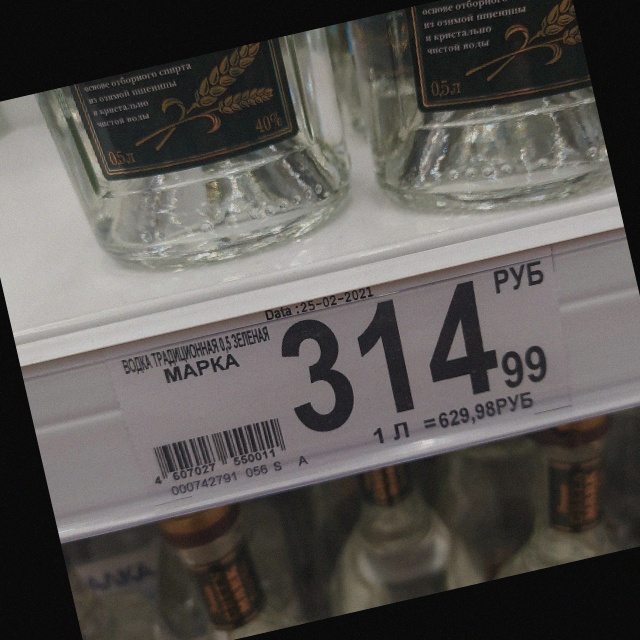 основе отборного спирта
из озимой пшеницы
и кристально
чистой воды
0,5 л
40%
основе отборного
из озимой пшеницы
и кристально
чистой воды
0,5 л
Data :25-02-2021
РУБ
ВОДКА ТРАДИЦИОННАЯ 0,5 ЗЕЛЕНАЯ
МАРКА
314
99
1 Л =629,98РУБ
4 607027 550011
000742791 056 S A